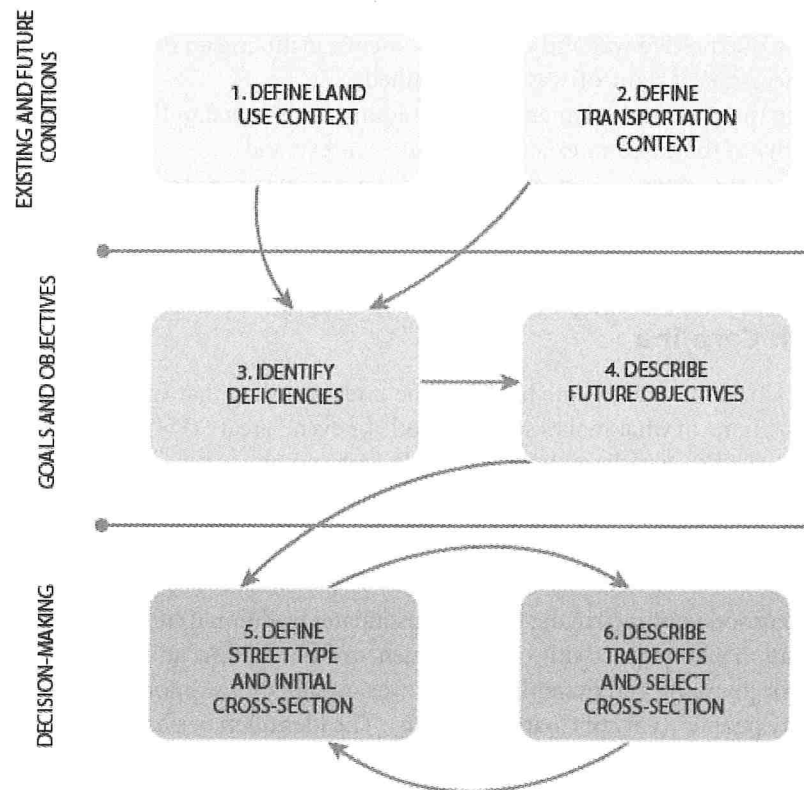 EXISTING AND FUTURE
CONDITIONS
1. DEFINE LAND
USE CONTEXT
2. DEFINE
TRANSPORTATION
CONTEXT
GOALS AND OBJECTIVES
3. IDENTIFY
DEFICIENCIES
4. DESCRIBE
FUTURE OBJECTIVES
DECISION-MAKING
5. DEFINE
STREET TYPE
AND INITIAL
CROSS-SECTION
6. DESCRIBE
TRADEOFFS
AND SELECT
CROSS-SECTION